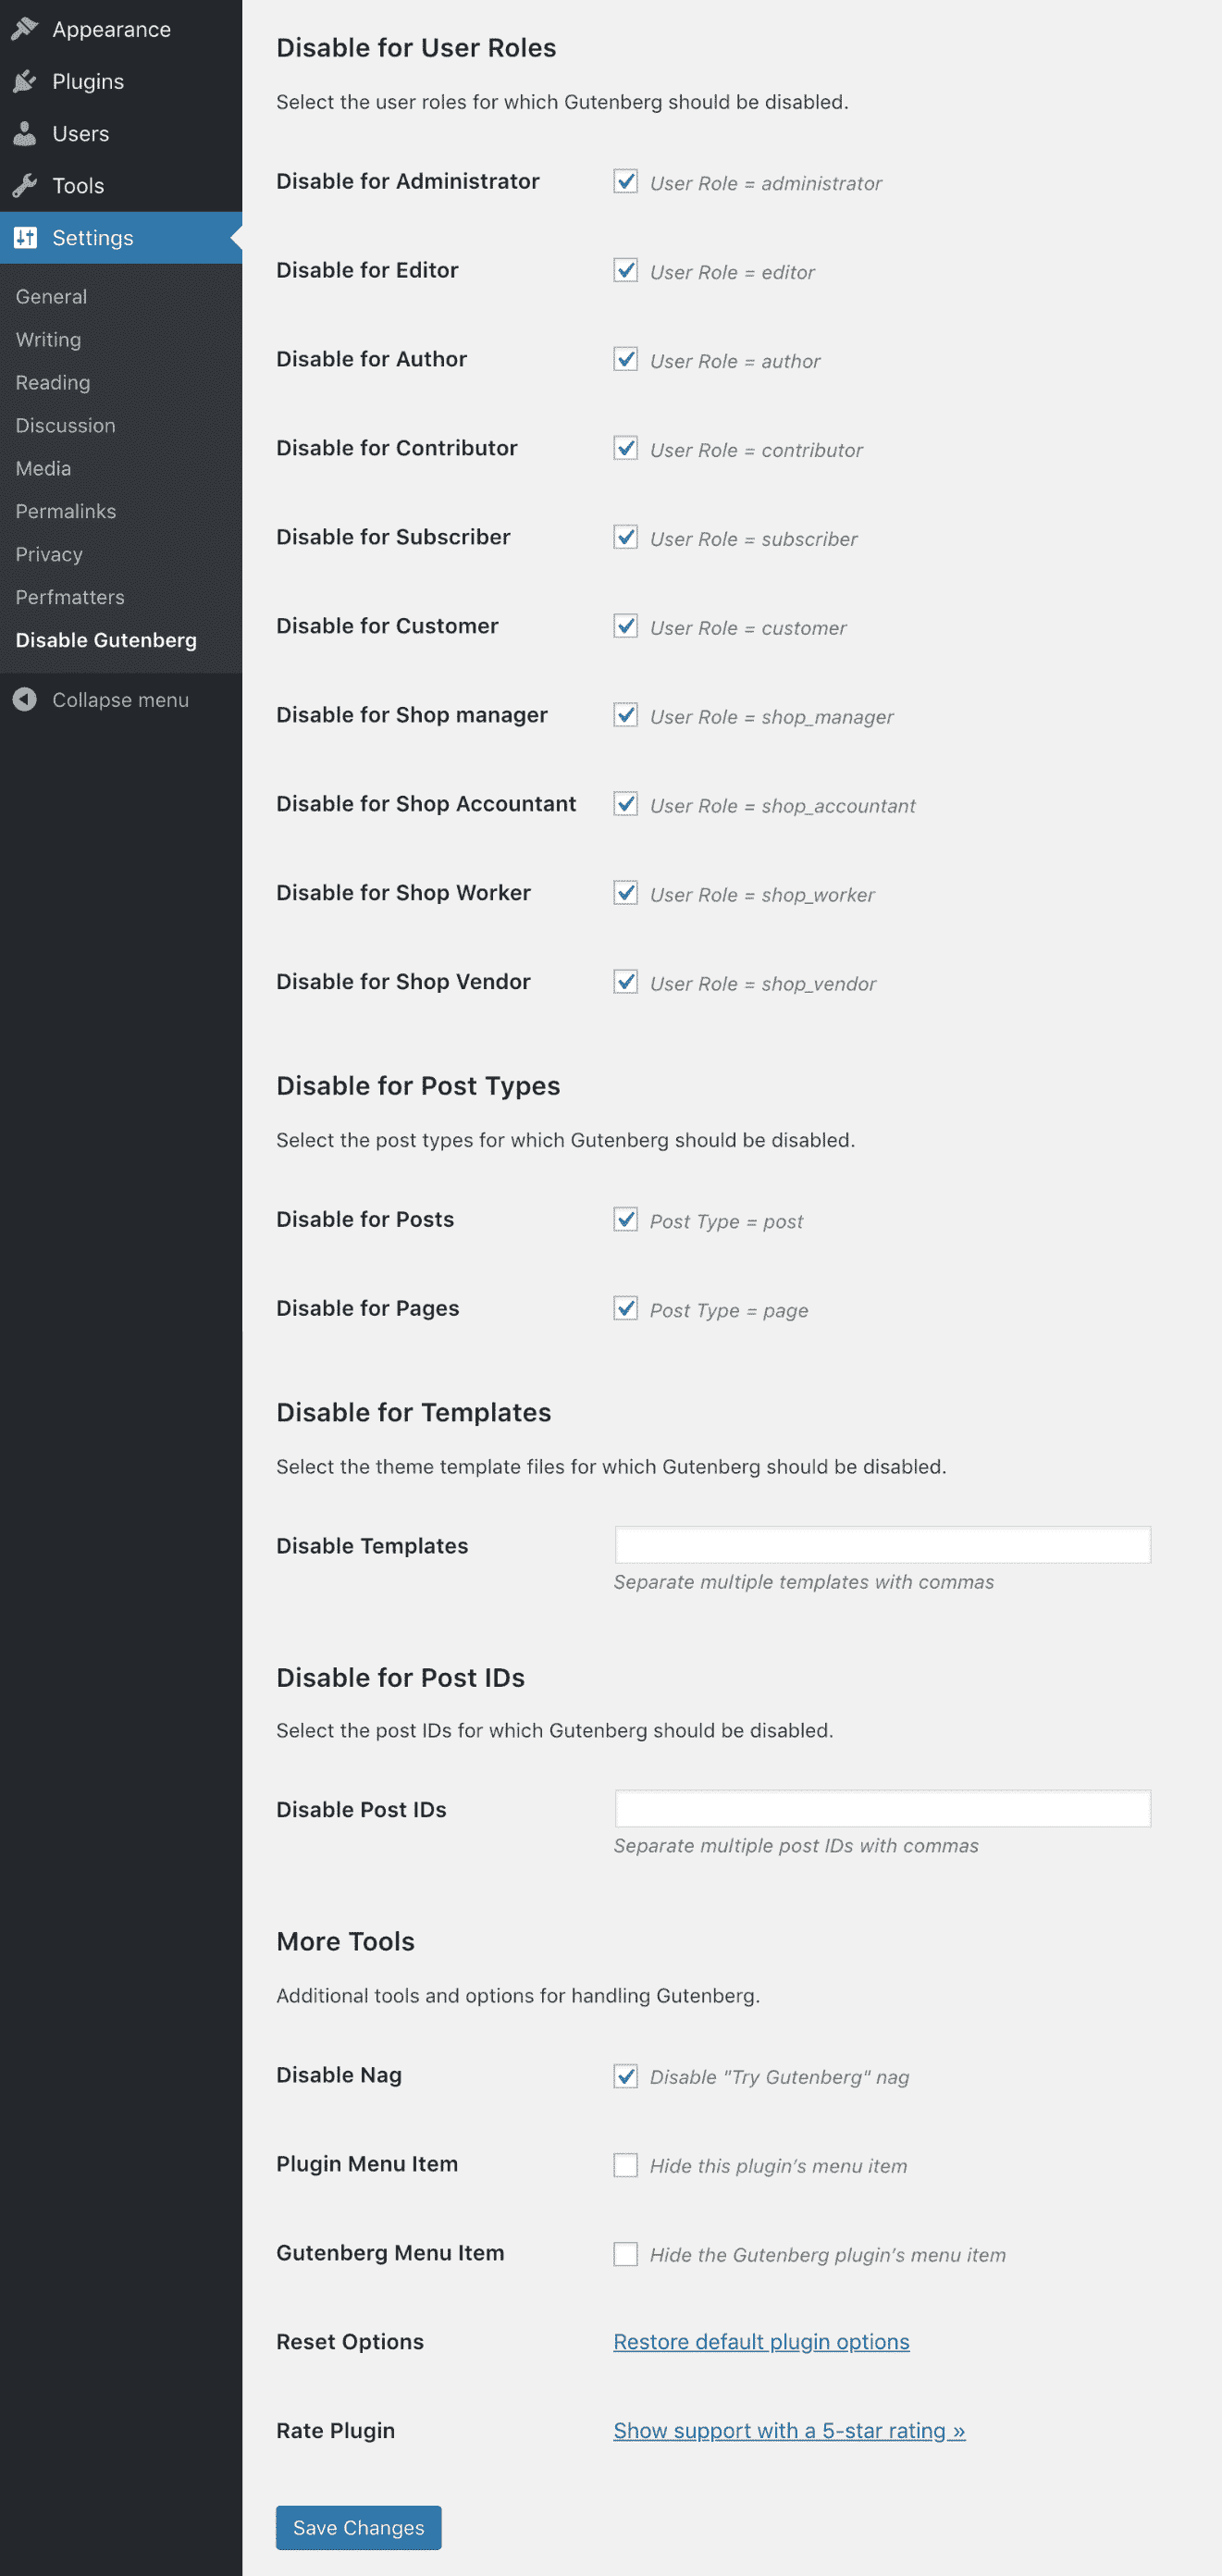 Appearance
Plugins
Users
Tools
Settings
General
Writing
Reading
Discussion
Media
Permalinks
Privacy
Perfmatters
Disable Gutenberg
Collapse menu
Disable for User Roles
Select the user roles for which Gutenberg should be disabled.
Disable for Administrator User Role = administrator
Disable for Editor User Role = editor
Disable for Author User Role = author
Disable for Contributor User Role = contributor
Disable for Subscriber User Role = subscriber
Disable for Customer User Role = customer
Disable for Shop manager User Role = shop_manager
Disable for Shop Accountant User Role = shop_accountant
Disable for Shop Worker User Role = shop_worker
Disable for Shop Vendor User Role = shop_vendor
Disable for Post Types
Select the post types for which Gutenberg should be disabled.
Disable for Posts Post Type = post
Disable for Pages Post Type = page
Disable for Templates
Select the theme template files for which Gutenberg should be disabled.
Disable Templates
Separate multiple templates with commas
Disable for Post IDs
Select the post IDs for which Gutenberg should be disabled.
Disable Post IDs
Separate multiple post IDs with commas
More Tools
Additional tools and options for handling Gutenberg.
Disable Nag Disable "Try Gutenberg" nag
Plugin Menu Item Hide this plugin's menu item
Gutenberg Menu Item Hide the Gutenberg plugin's menu item
Reset Options Restore default plugin options
Rate Plugin Show support with a 5-star rating »
Save Changes